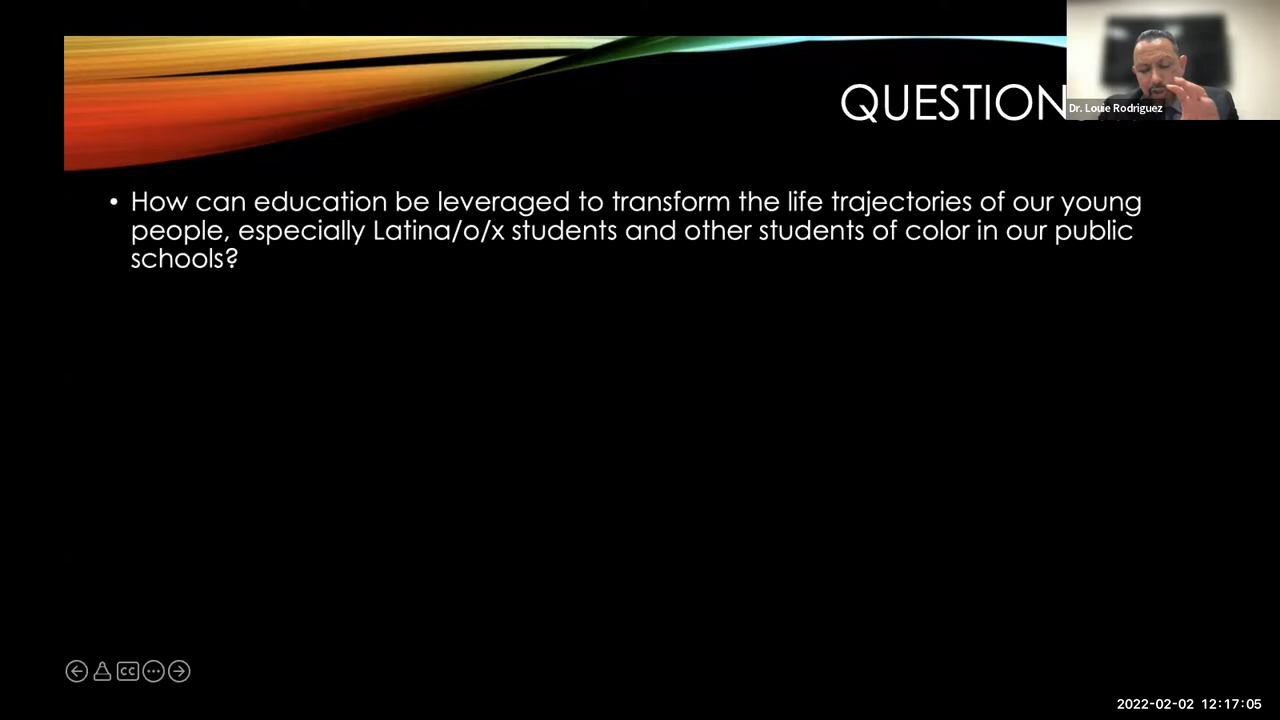 QUESTION
Dr. Louie Rodriguez
• How can education be leveraged to transform the life trajectories of our young
people, especially Latina/o/x students and other students of color in our public
schools?
CC
2022-02-02 12:17:05